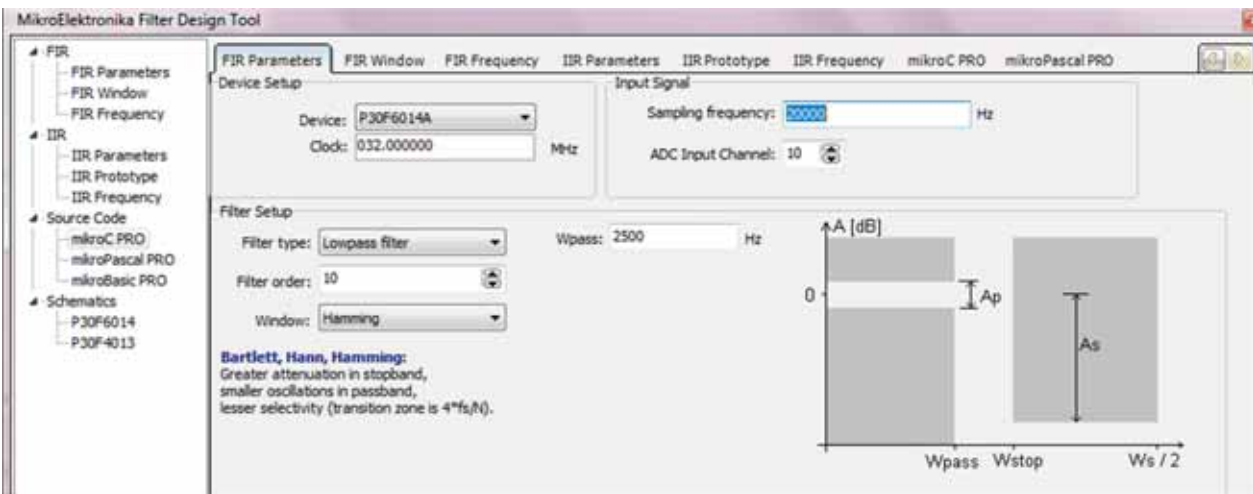 MikroElektronika Filter Design Tool
FIR
FIR Parameters
FIR Window
FIR Frequency
IIR
IIR Parameters
IIR Prototype
IIR Frequency
Source Code
mikroC PRO
mikroPascal PRO
mikroBasic PRO
Schematics
P30F6014
P30F4013
FIR Parameters FIR Window FIR Frequency IIR Parameters IIR Prototype IIR Frequency mikroC PRO mikroPascal PRO
Device Setup
Device: P30F6014A
Clock: 032.000000 MHz
Input Signal
Sampling frequency: 20000 Hz
ADC Input Channel: 10
Filter Setup
Filter type: Lowpass filter
Wpass: 2500 Hz
Filter order: 10
Window: Hamming
Bartlett, Hann, Hamming:
Greater attenuation in stopband,
smaller oscillations in passband,
lesser selectivity (transition zone is 4*fs/N).
A [dB]
0
Ap
As
Wpass Wstop Ws / 2